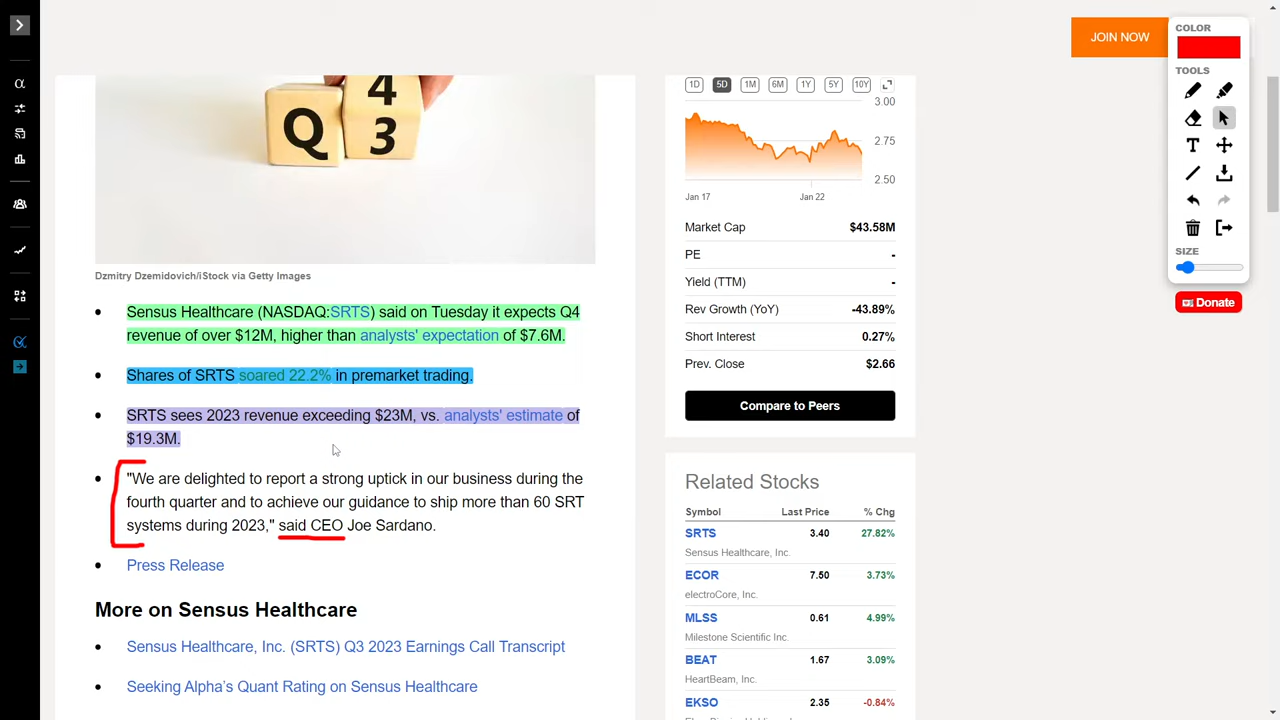 JOIN NOW
COLOR
TOOLS
T
SIZE
Donate
α
4
Q 3
Dzmitry Dzemidovich/iStock via Getty Images
Sensus Healthcare (NASDAQ:SRTS) said on Tuesday it expects Q4
revenue of over $12M, higher than analysts' expectation of $7.6M.
Shares of SRTS soared 22.2% in premarket trading.
SRTS sees 2023 revenue exceeding $23M, vs. analysts' estimate of
$19.3M.
"We are delighted to report a strong uptick in our business during the
fourth quarter and to achieve our guidance to ship more than 60 SRT
systems during 2023," said CEO Joe Sardano.
Press Release
More on Sensus Healthcare
Sensus Healthcare, Inc. (SRTS) Q3 2023 Earnings Call Transcript
Seeking Alpha's Quant Rating on Sensus Healthcare
1D 5D 1M 6M 1Y 5Y 10Y
3.00
2.75
2.50
Jan 17 Jan 22
Market Cap $43.58M
PE -
Yield (TTM) -
Rev Growth (YoY) -43.89%
Short Interest 0.27%
Prev. Close $2.66
Compare to Peers
Related Stocks
Symbol Last Price % Chg
SRTS 3.40 27.82%
Sensus Healthcare, Inc.
ECOR 7.50 3.73%
electroCore, Inc.
MLSS 0.61 4.99%
Milestone Scientific Inc.
BEAT 1.67 3.09%
HeartBeam, Inc.
EKSO 2.35 -0.84%